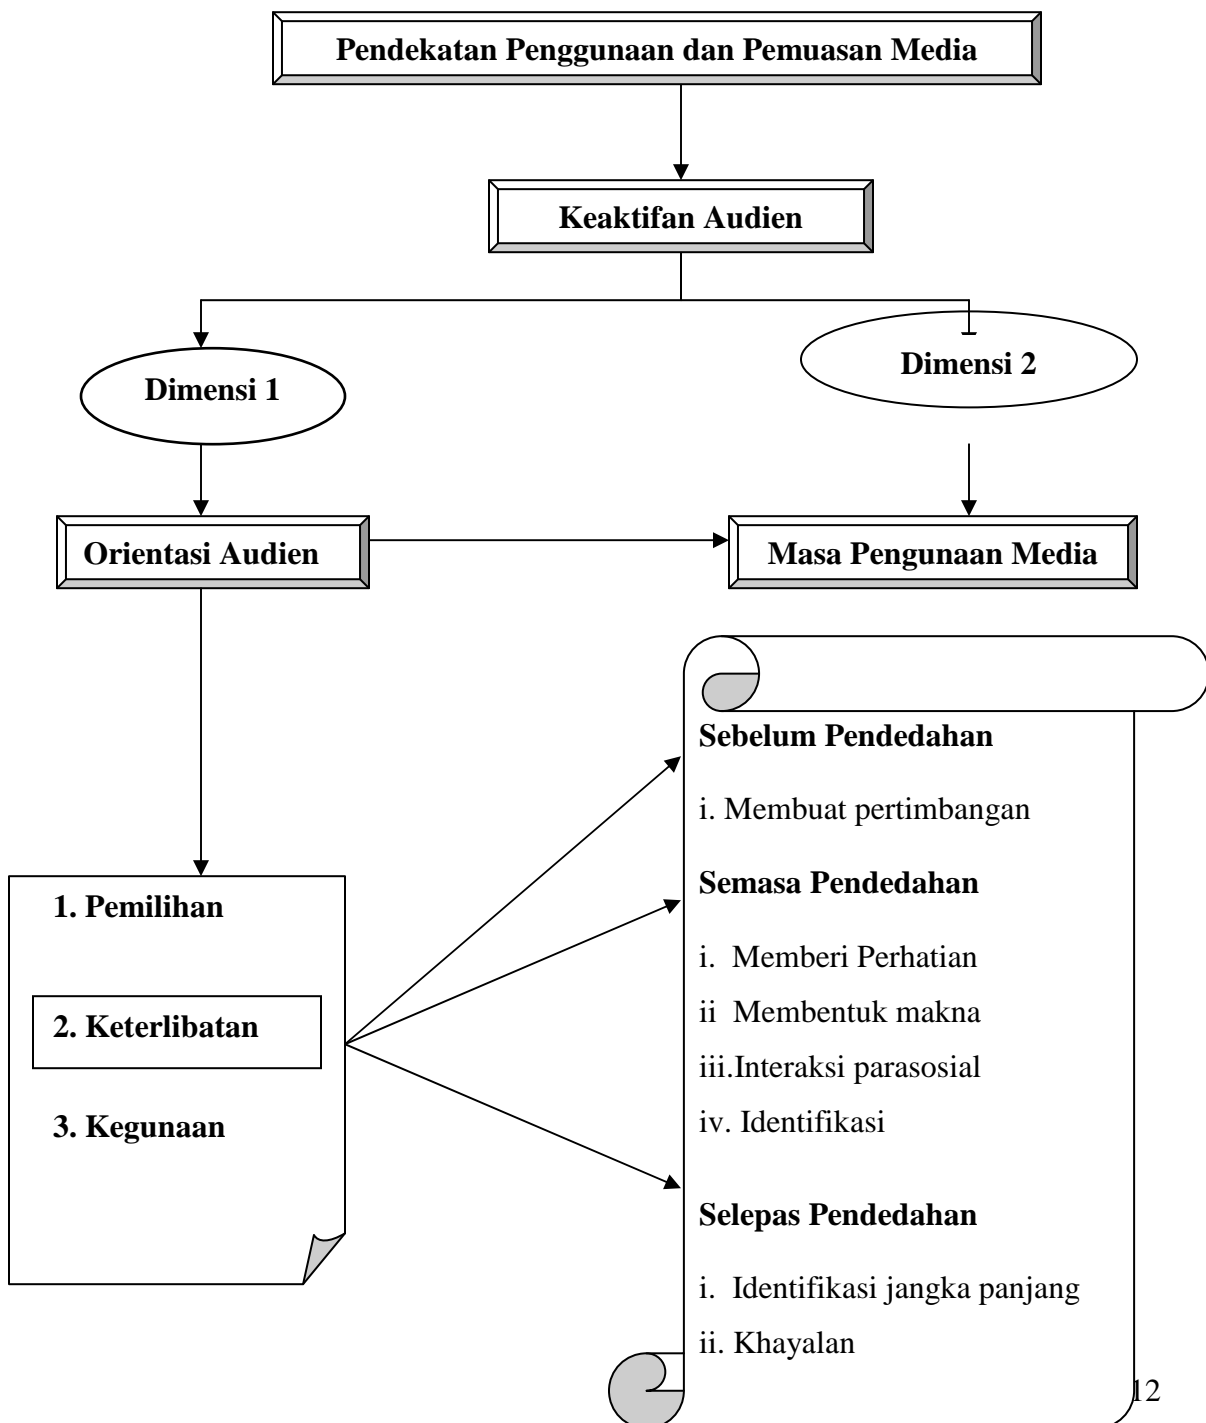 Pendekatan Penggunaan dan Pemuasan Media
Keaktifan Audien
Dimensi 1
Dimensi 2
Orientasi Audien
Masa Pengunaan Media
1. Pemilihan
2. Keterlibatan
3. Kegunaan
Sebelum Pendedahan
i. Membuat pertimbangan
Semasa Pendedahan
i. Memberi Perhatian
ii Membentuk makna
iii.Interaksi parasosial
iv. Identifikasi
Selepas Pendedahan
i. Identifikasi jangka panjang
ii. Khayalan
12